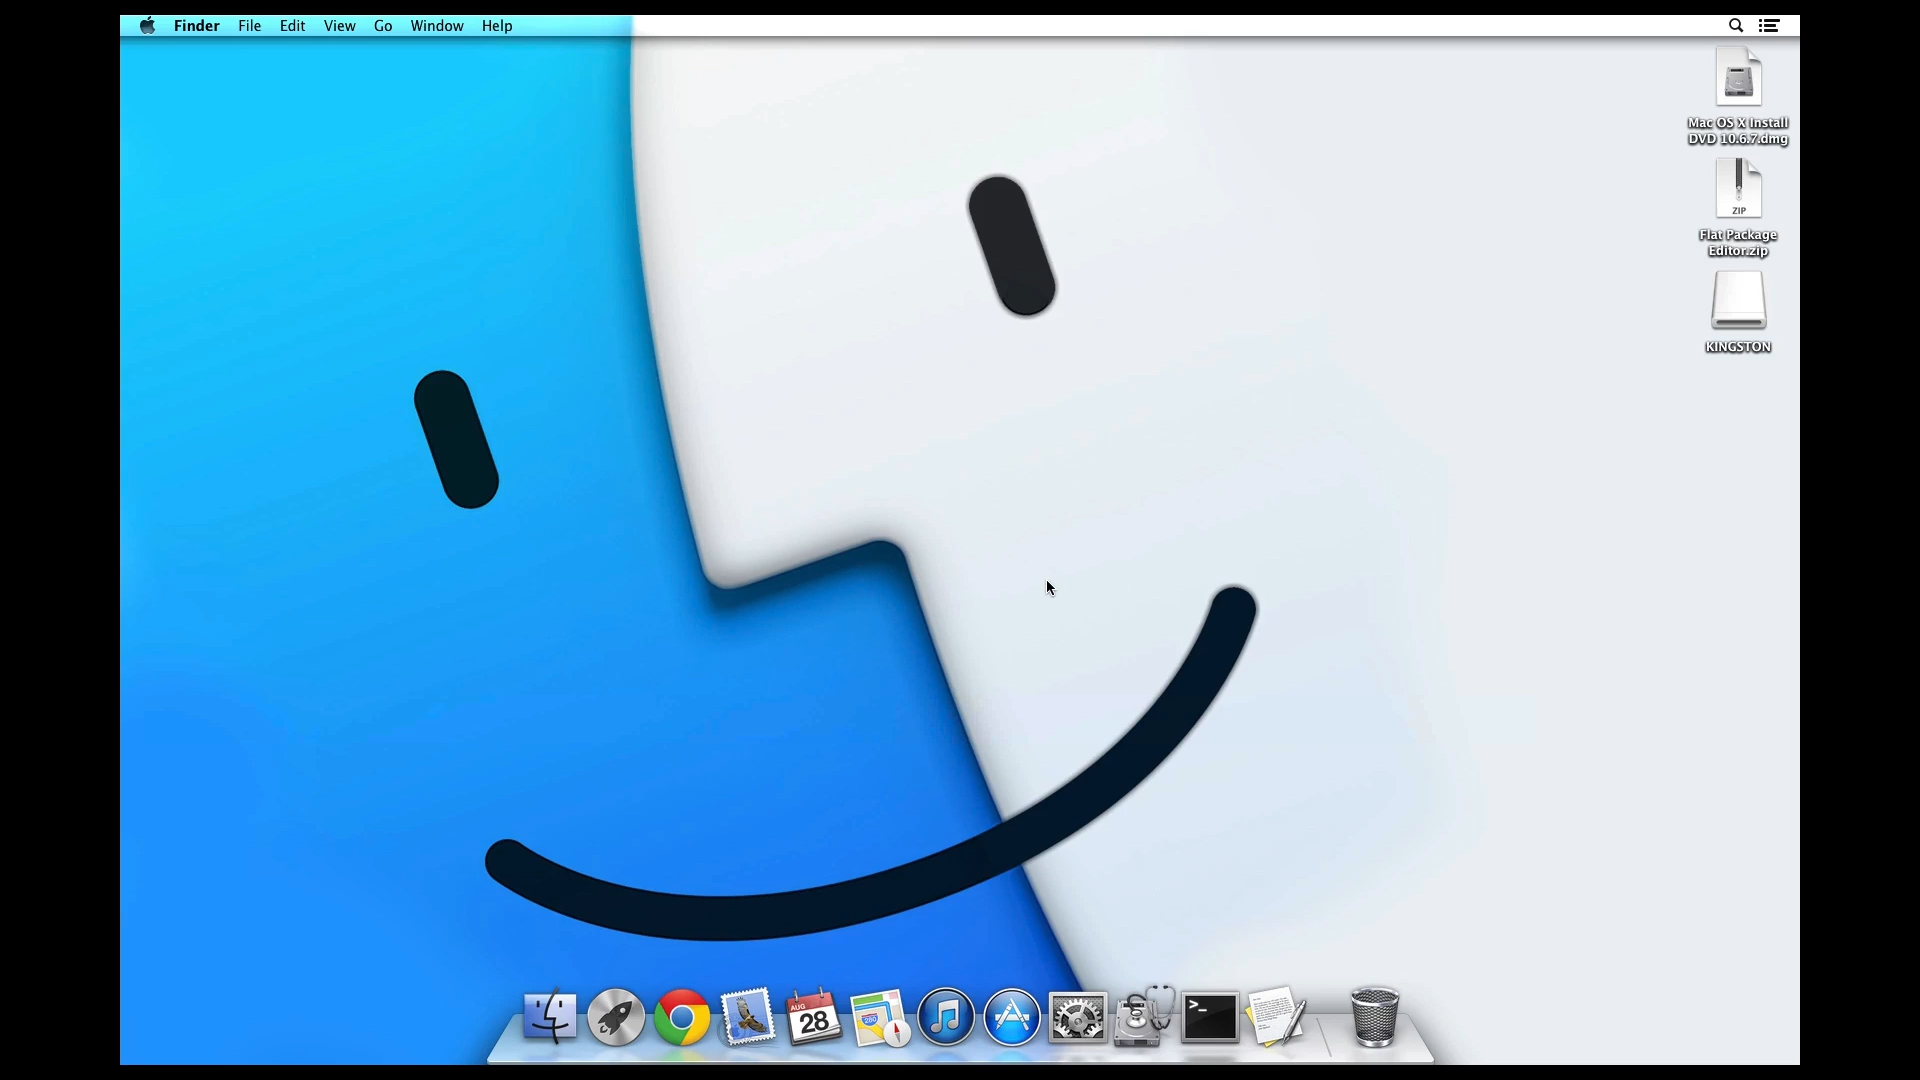 Finder File Edit View Go Window Help
Mac OS X Install
DVD 10.6.7.dmg
ZIP
Flat Package
Editor.zip
KINGSTON
AUG
28
280
>_